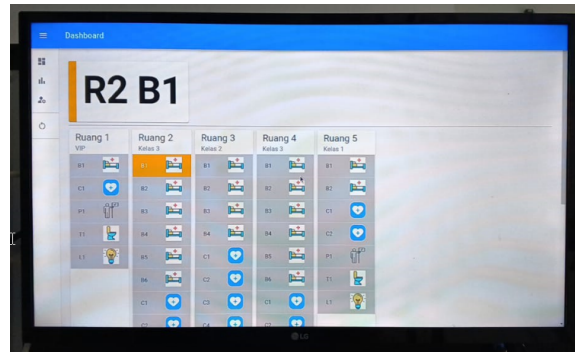 Dashboard
R2 B1
Ruang 1
VIP
B1
C1
P1
T1
L1
Ruang 2
Kelas 3
B1
B2
B3
B4
B5
B6
C1
C2
Ruang 3
Kelas 2
B1
B2
B3
B4
C1
C2
C3
C4
Ruang 4
Kelas 3
B1
B2
B3
B4
B5
B6
C1
C2
Ruang 5
Kelas 1
B1
B2
C1
C2
P1
T1
L1
LG